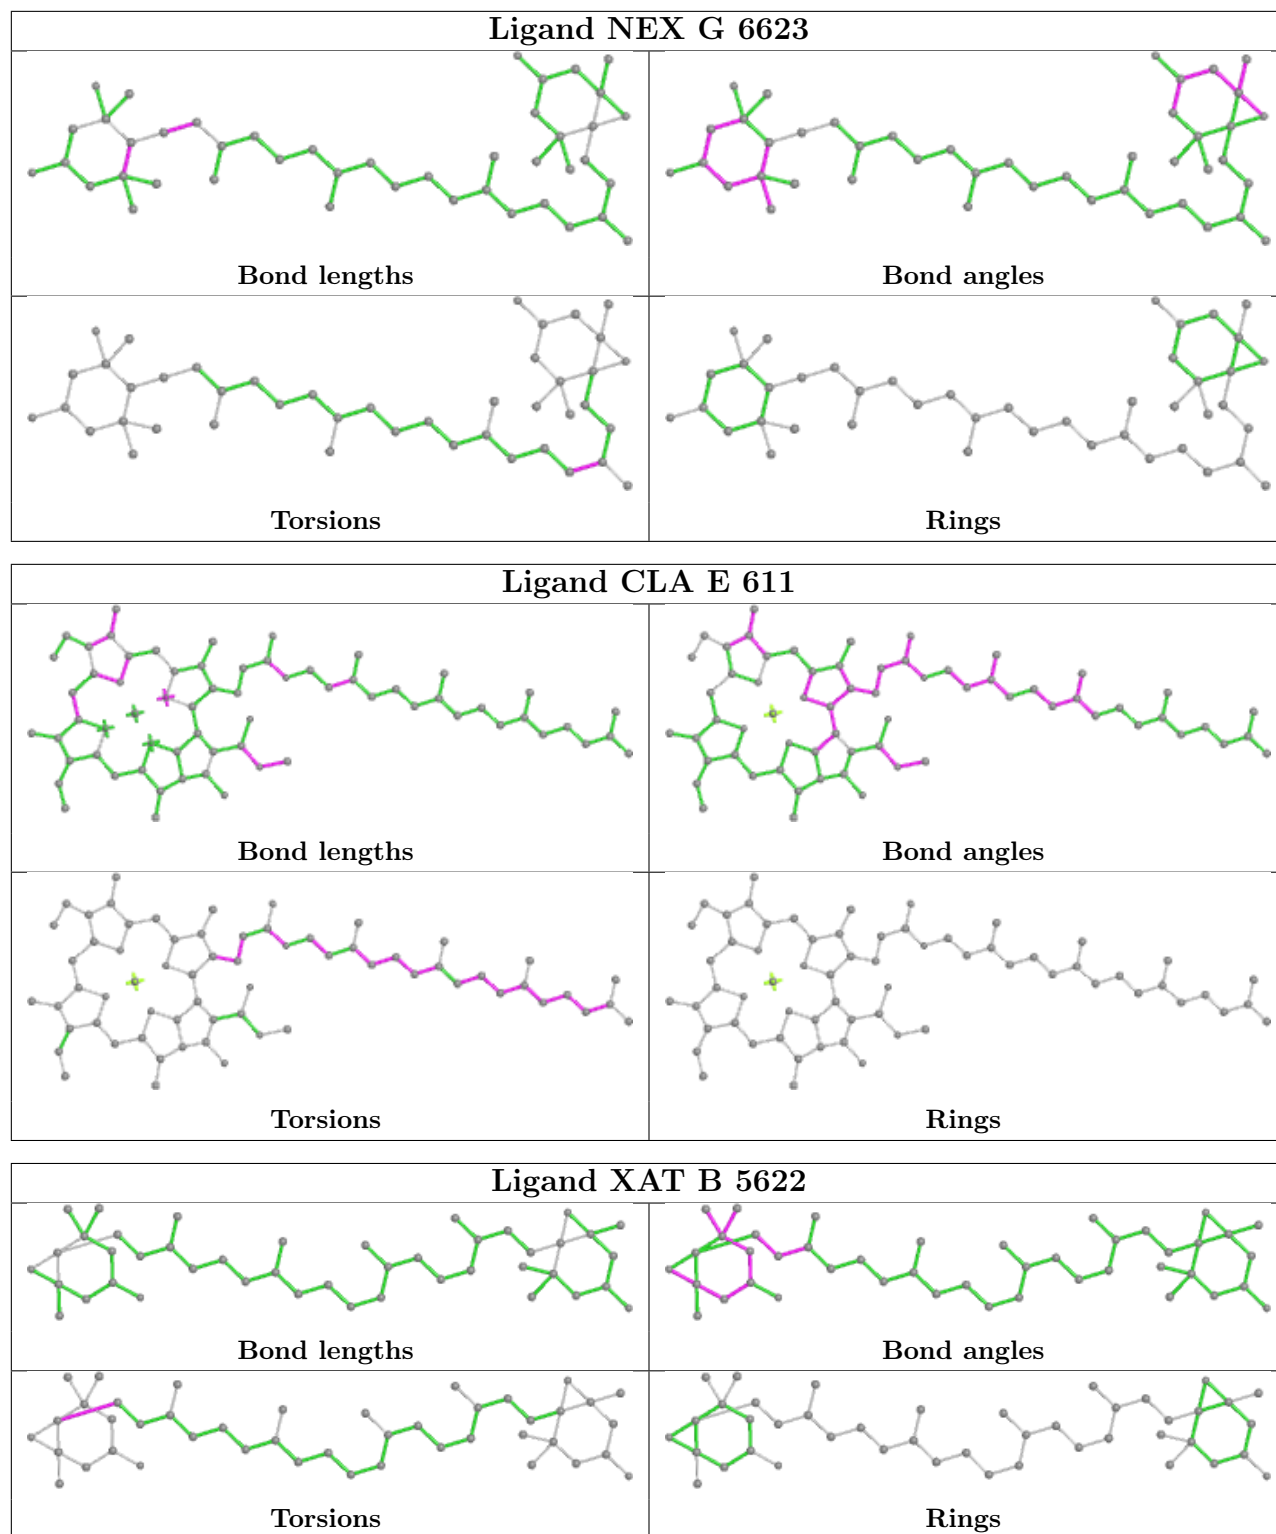 Ligand NEX G 6623
Bond lengths
Bond angles
Torsions
Rings
Ligand CLA E 611
Bond lengths
Bond angles
Torsions
Rings
Ligand XAT B 5622
Bond lengths
Bond angles
Torsions
Rings